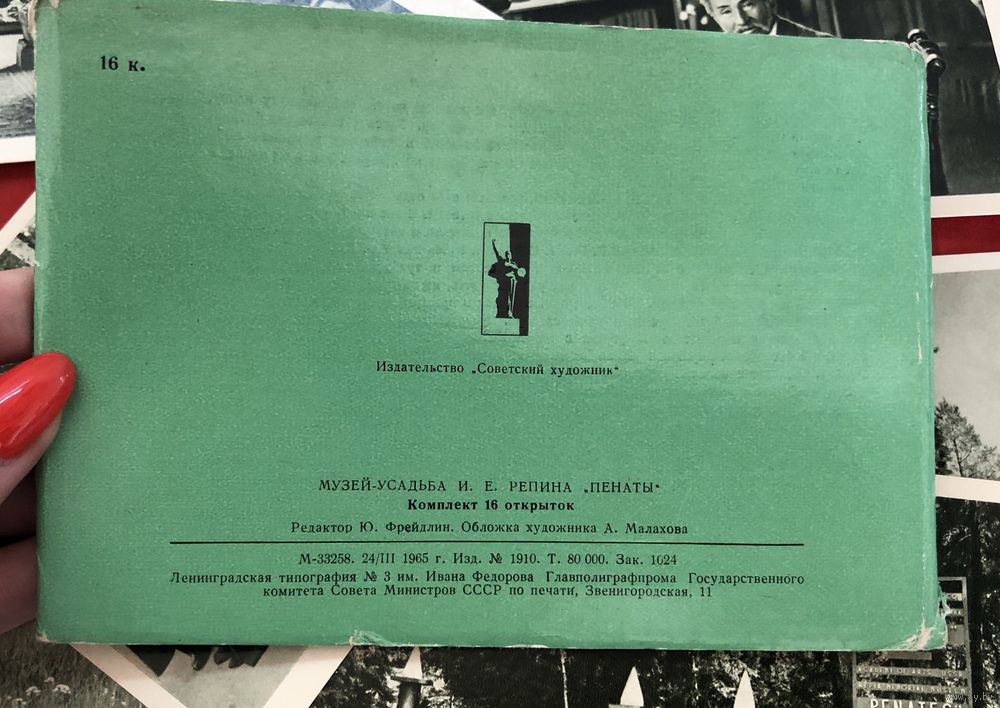 16 к.
Издательство „Советский художник“
МУЗЕЙ-УСАДЬБА И. Е. РЕПИНА „ПЕНАТЫ“
Комплект 16 открыток
Редактор Ю. Фрейдлин. Обложка художника А. Малахова
М-33258. 24/III 1965 г. Изд. № 1910. Т. 80 000. Зак. 1024
Ленинградская типография № 3 им. Ивана Федорова Главполиграфпрома Государственного
комитета Совета Министров СССР по печати, Звенигородская, 11
MEMORIAL MUSEUM